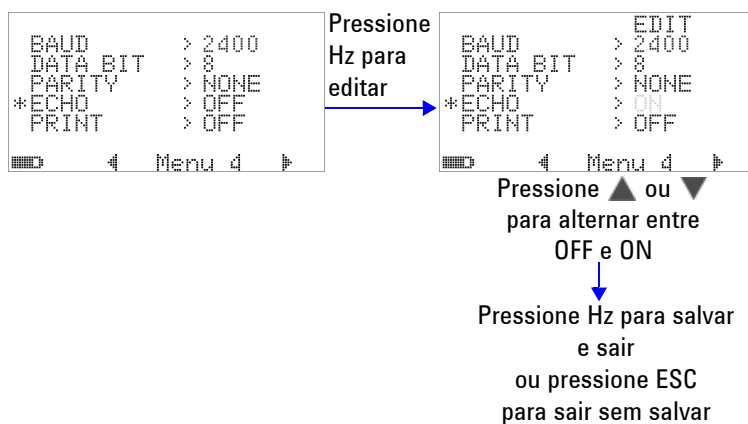 BAUD > 2400
DATA BIT > 8
PARITY > NONE
*ECHO > OFF
PRINT > OFF
Menu 4
Pressione
Hz para
editar
EDIT
BAUD > 2400
DATA BIT > 8
PARITY > NONE
*ECHO > ON
PRINT > OFF
Menu 4
Pressione ▲ ou ▼
para alternar entre
OFF e ON
Pressione Hz para salvar
e sair
ou pressione ESC
para sair sem salvar